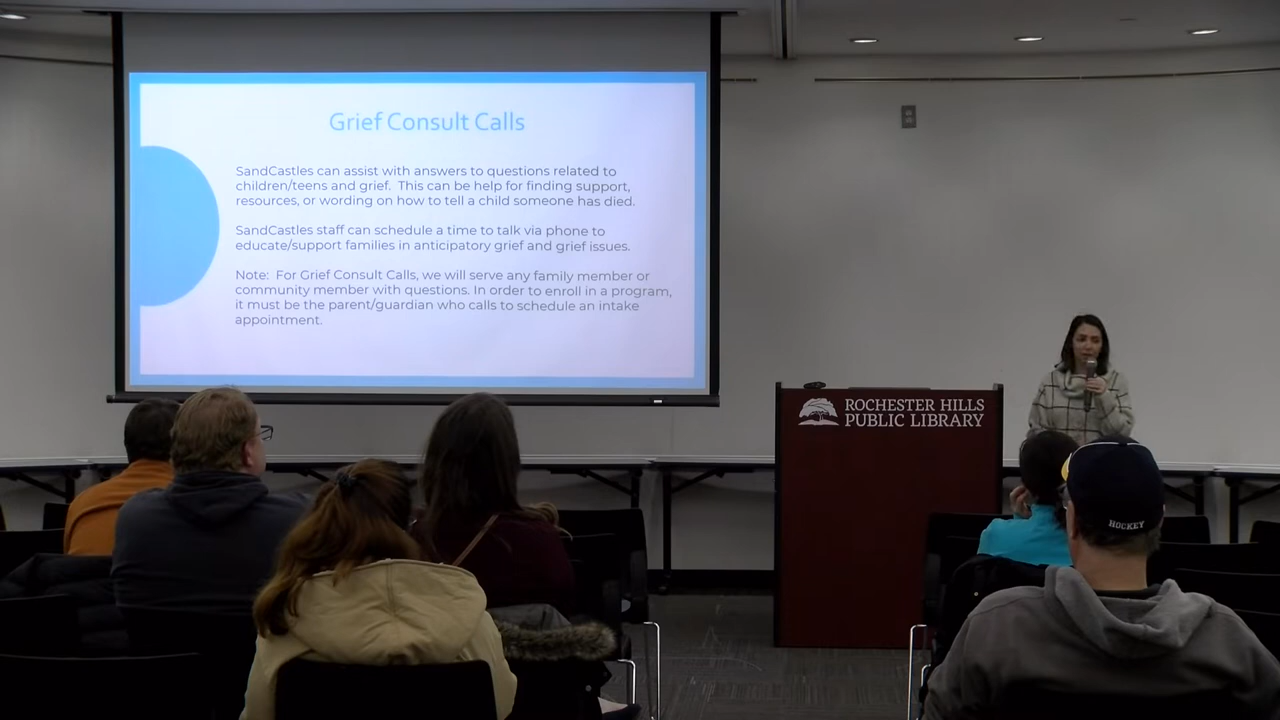 Grief Consult Calls
SandCastles can assist with answers to questions related to
children/teens and grief.  This can be help for finding support,
resources, or wording on how to tell a child someone has died.
SandCastles staff can schedule a time to talk via phone to
educate/support families in anticipatory grief and grief issues.
Note:  For Grief Consult Calls, we will serve any family member or
community member with questions. In order to enroll in a program,
it must be the parent/guardian who calls to schedule an intake
appointment.
ROCHESTER HILLS
PUBLIC LIBRARY
HOCKEY